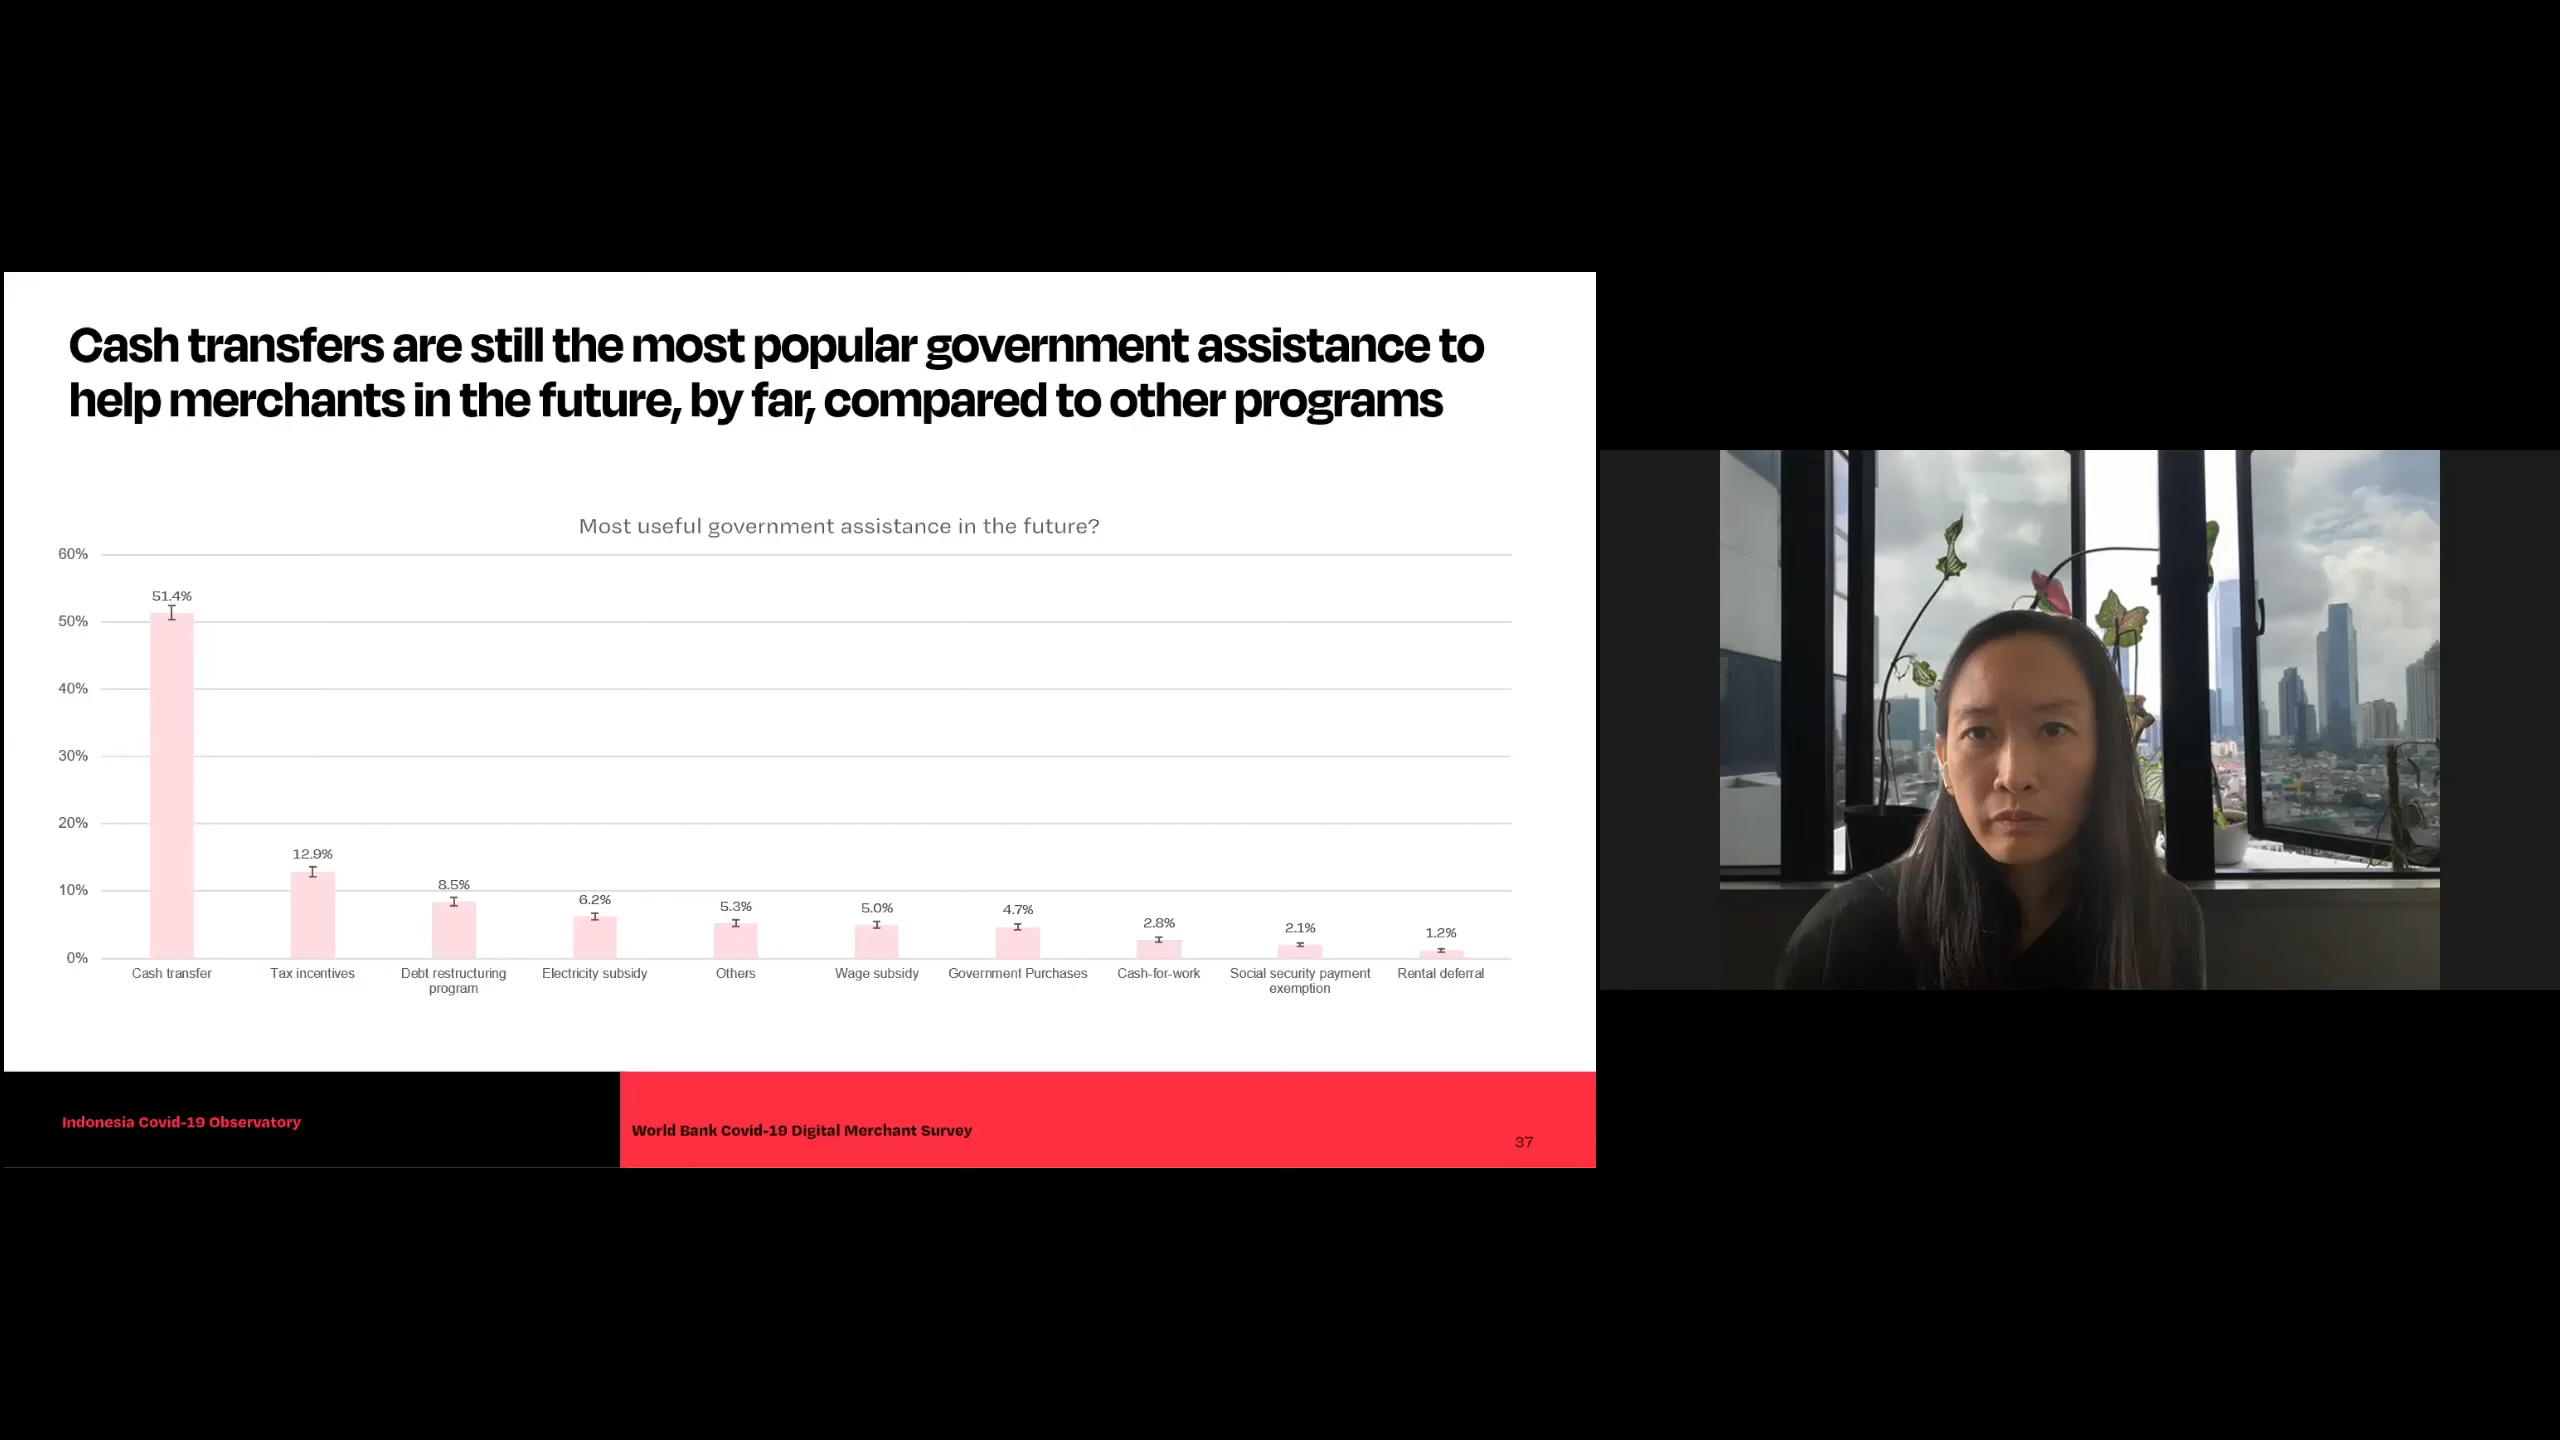 Cash transfers are still the most popular government assistance to
help merchants in the future, by far, compared to other programs
Most useful government assistance in the future?
60%
50%
40%
30%
20%
10%
0%
51.4%
12.9%
8.5%
6.2%
5.3%
5.0%
4.7%
2.8%
2.1%
1.2%
Cash transfer
Tax incentives
Debt restructuring
program
Electricity subsidy
Others
Wage subsidy
Government Purchases
Cash-for-work
Social security payment
exemption
Rental deferral
Indonesia Covid-19 Observatory
World Bank Covid-19 Digital Merchant Survey
37